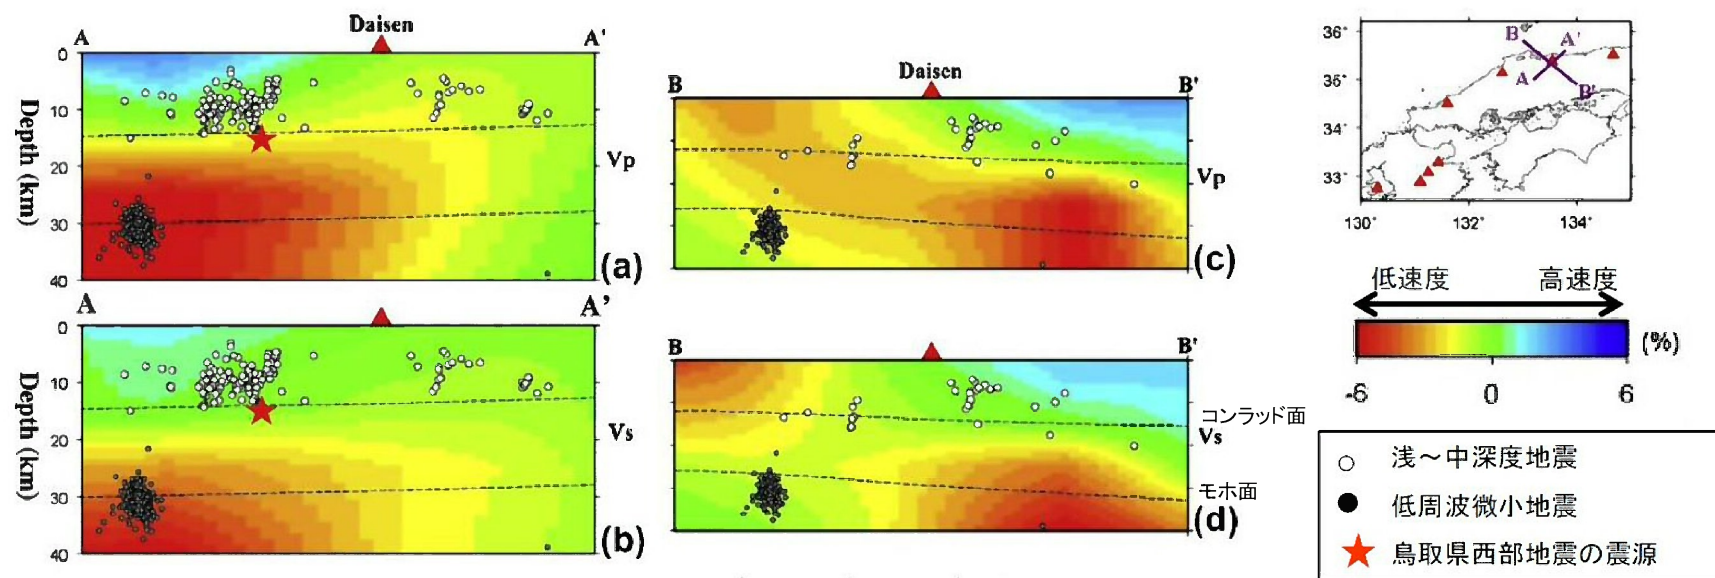 Daisen
A
A'
0
10
20
30
40
Depth (km)
Vp
(a)
A
A'
0
10
20
30
40
Depth (km)
Vs
(b)
Daisen
B
B'
Vp
(c)
B
B'
コンラッド面
Vs
モホ面
(d)
36°
35°
34°
33°
130
132
134
B
A'
A
B'
低速度
高速度
(%)
-6
0
6
浅～中深度地震
低周波微小地震
鳥取県西部地震の震源